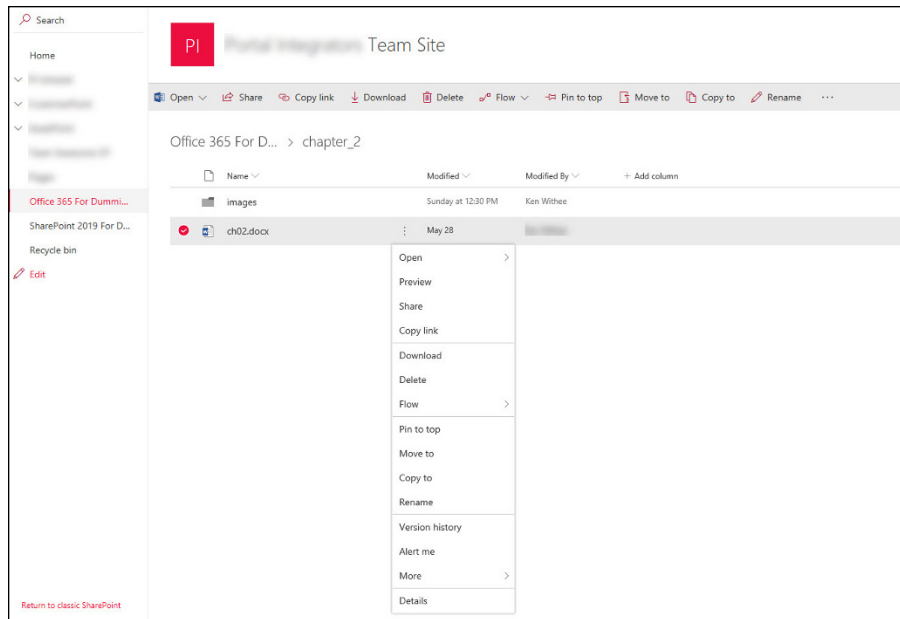 Search
PI
Team Site
Home
Open Share Copy link Download Delete Flow Pin to top Move to Copy to Rename ...
Office 365 For D... > chapter_2
Name Modified Modified By + Add column
images Sunday at 12:30 PM Ken Withee
Office 365 For Dummi...
ch02.docx May 28
SharePoint 2019 For D...
Recycle bin
Edit
Open
Preview
Share
Copy link
Download
Delete
Flow
Pin to top
Move to
Copy to
Rename
Version history
Alert me
More
Details
Return to classic SharePoint